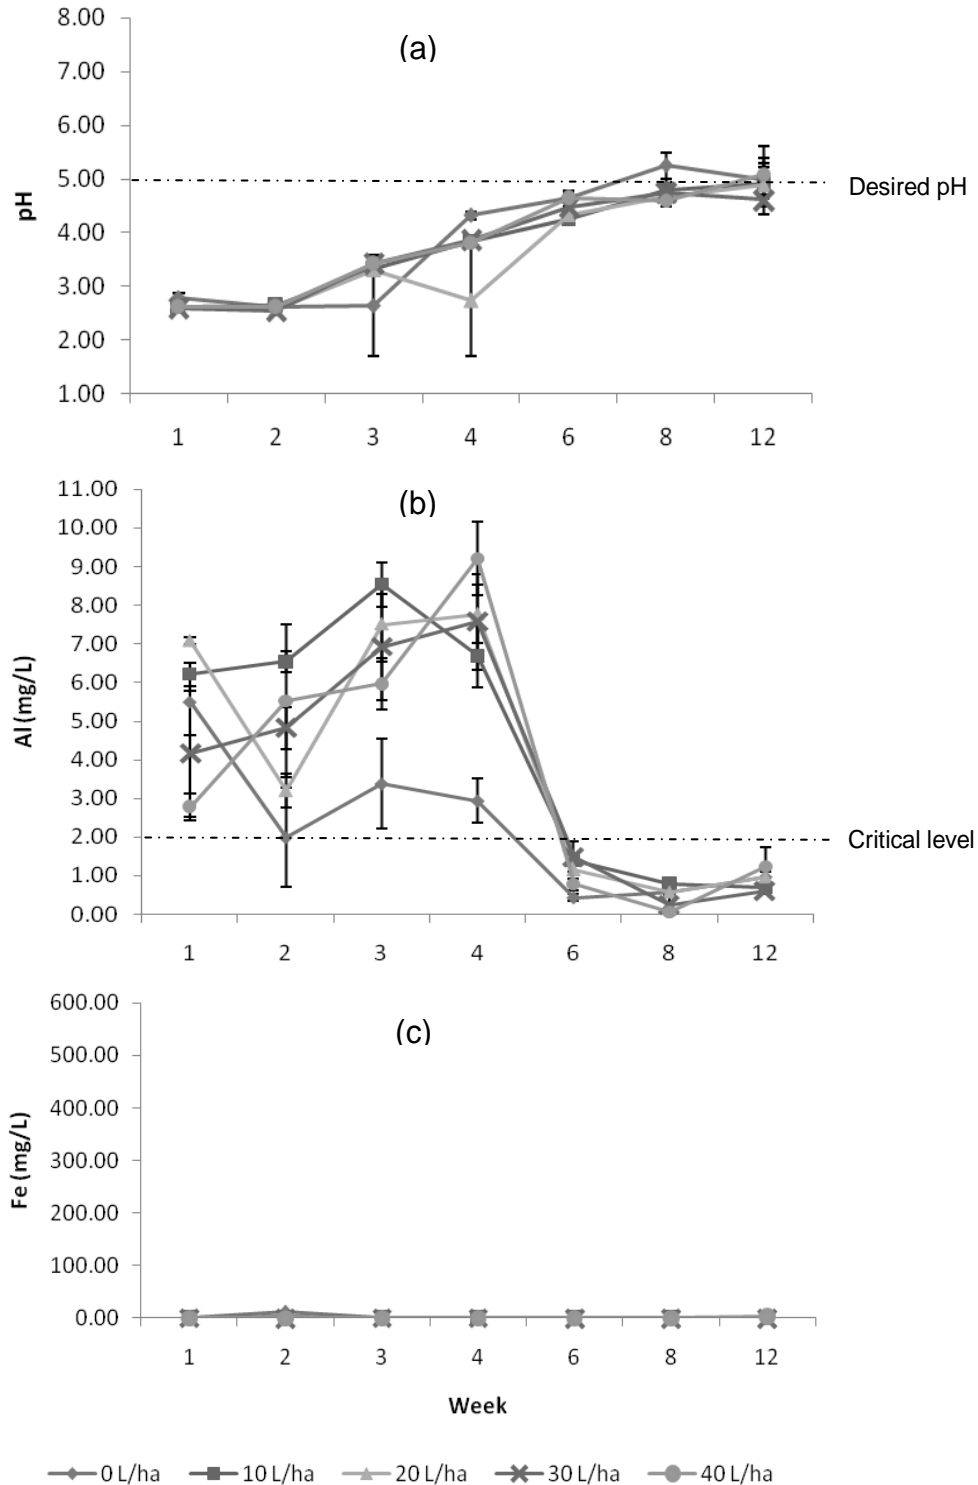 (a)
pH
8.00
7.00
6.00
5.00
4.00
3.00
2.00
1.00
Desired pH
1 2 3 4 6 8 12
(b)
Al (mg/L)
11.00
10.00
9.00
8.00
7.00
6.00
5.00
4.00
3.00
2.00
1.00
0.00
Critical level
1 2 3 4 6 8 12
(c)
Fe (mg/L)
600.00
500.00
400.00
300.00
200.00
100.00
0.00
1 2 3 4 6 8 12
Week
0 L/ha 10 L/ha 20 L/ha 30 L/ha 40 L/ha